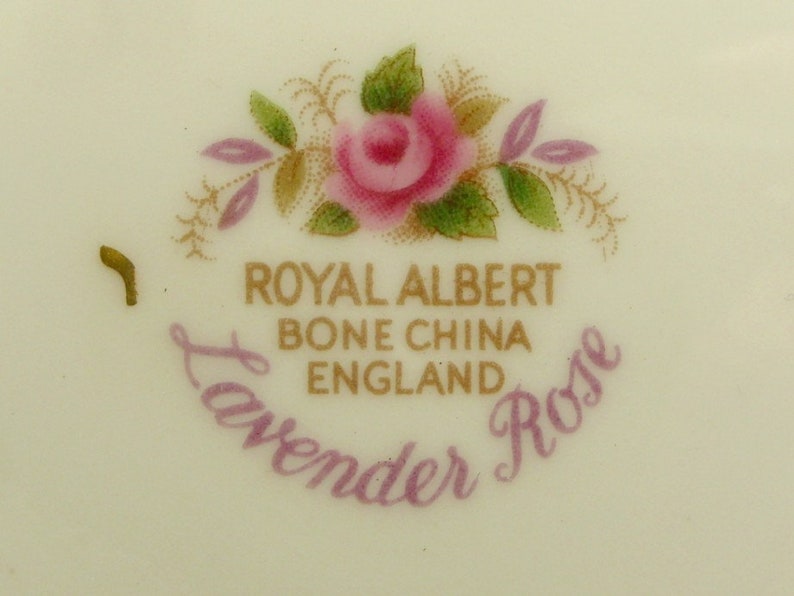 ROYAL ALBERT
BONE CHINA
ENGLAND
Lavender Rose